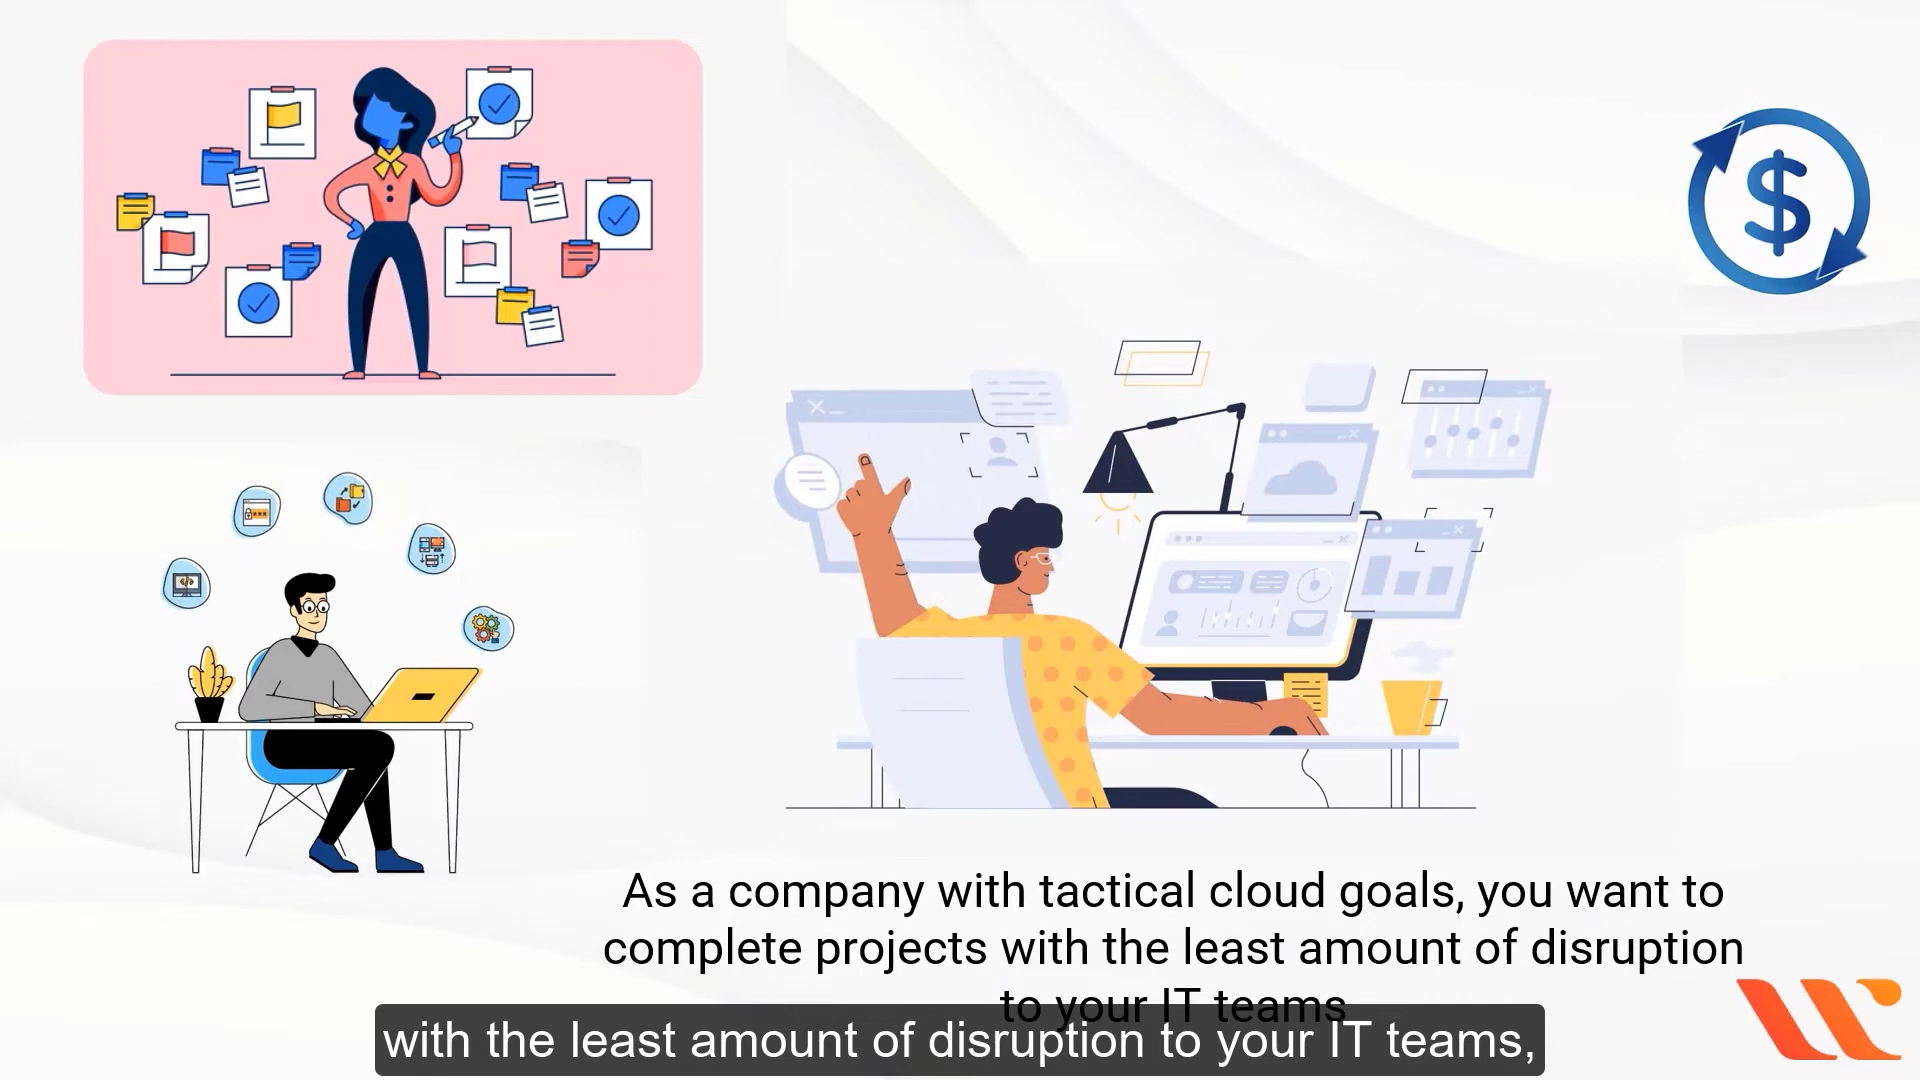 $
As a company with tactical cloud goals, you want to
complete projects with the least amount of disruption
to your IT teams
with the least amount of disruption to your IT teams,